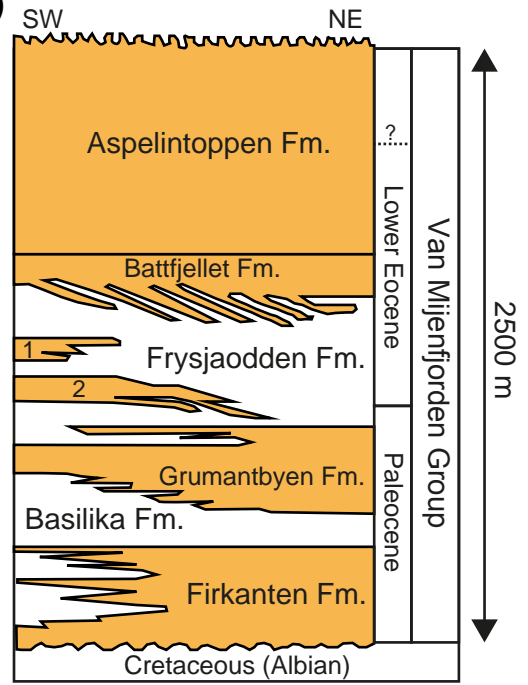 )
SW NE
Aspelintoppen Fm.
?
Battfjellet Fm.
Lower Eocene
Van Mijenfjorden Group
2500 m
1
Frysjaodden Fm.
2
Grumantbyen Fm.
Paleocene
Basilika Fm.
Firkanten Fm.
Cretaceous (Albian)